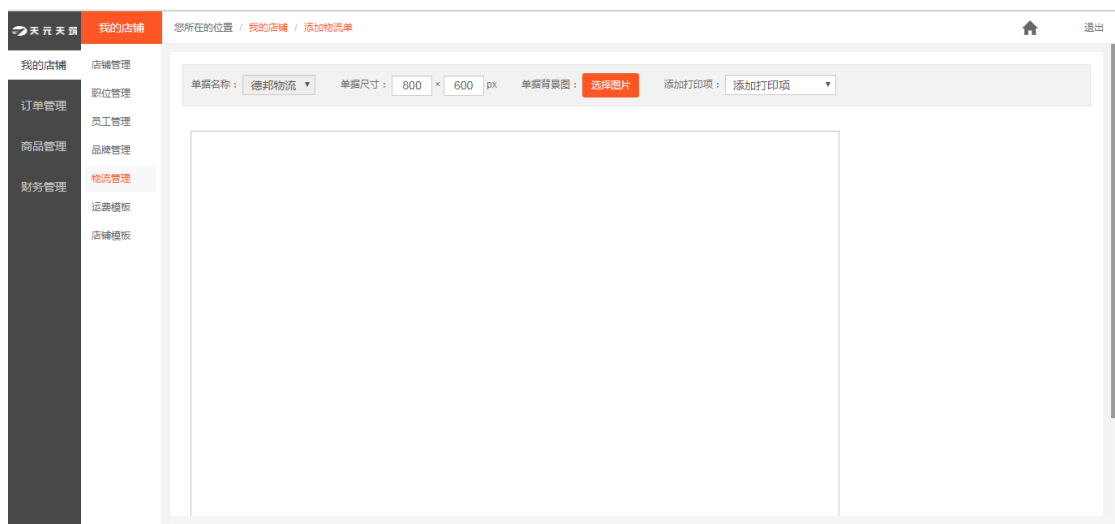 天元天筑 我的店铺 您所在的位置 / 我的店铺 / 添加物流单 退出
我的店铺
订单管理
商品管理
财务管理
店铺管理
职位管理
员工管理
品牌管理
物流管理
运费模板
店铺模板
单据名称： 德邦物流 ▼ 单据尺寸： 800 × 600 px 单据背景图： 选择图片 添加打印项： 添加打印项 ▼